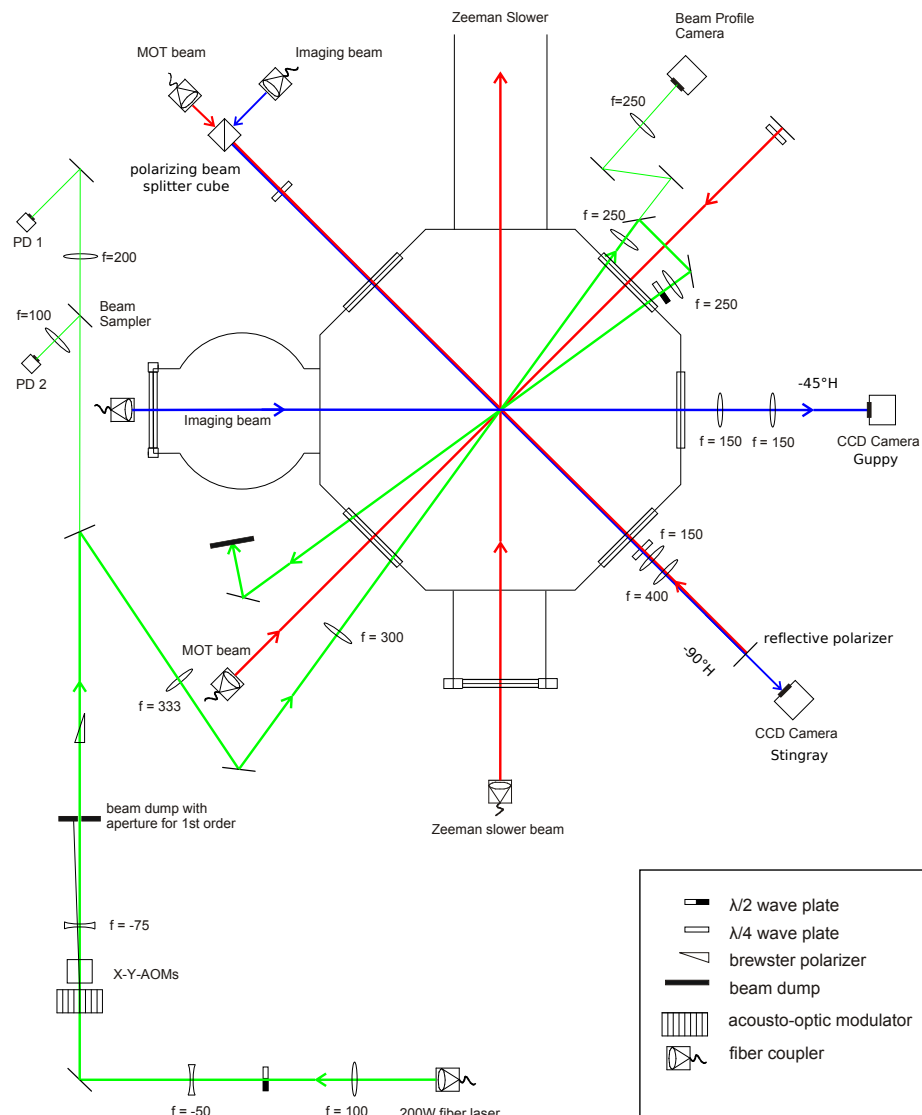 Zeeman Slower
Beam Profile
Camera
MOT beam
Imaging beam
f=250
polarizing beam
splitter cube
PD 1
f=200
f = 250
f = 250
Beam
Sampler
f=100
PD 2
Imaging beam
-45°H
f = 150
f = 150
CCD Camera
Guppy
f = 150
f = 400
reflective polarizer
-90°H
MOT beam
f = 300
f = 333
CCD Camera
Stingray
beam dump with
aperture for 1st order
Zeeman slower beam
f = -75
X-Y-AOMs
f = -50
f = 100
200W fiber laser
λ/2 wave plate
λ/4 wave plate
brewster polarizer
beam dump
acousto-optic modulator
fiber coupler